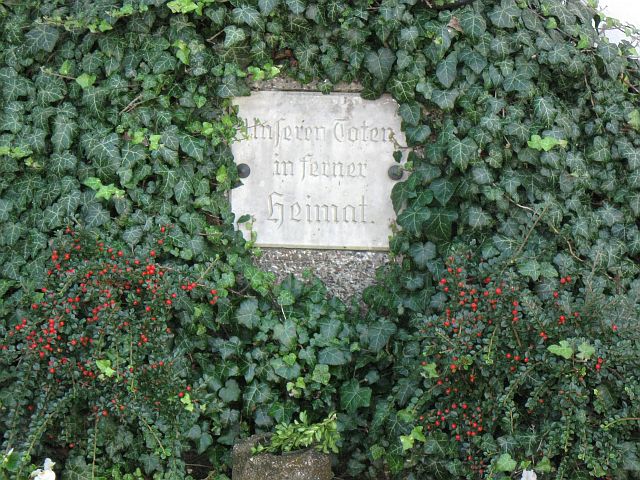 Unseren Toten
in ferner
Heimat.